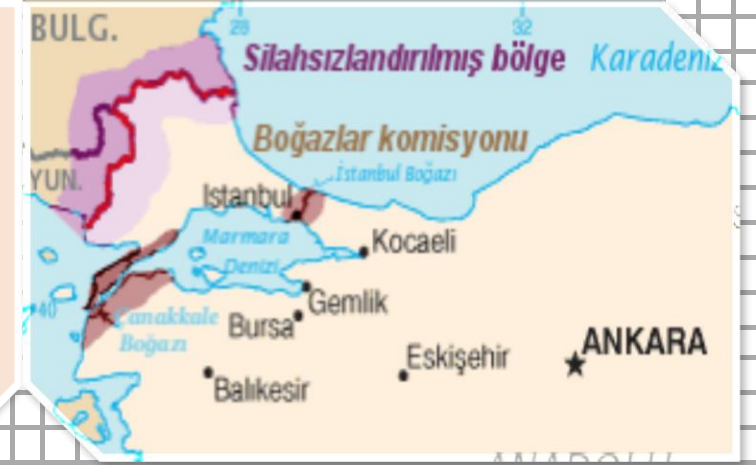 BULG.
28
32
Silahsızlandırılmış bölge
Karadeniz
Boğazlar komisyonu
İstanbul Boğazı
YUN.
Istanbul
Marmara
Denizi
Kocaeli
40
Gemlik
Çanakkale
Boğazı
Bursa
ANKARA
Eskişehir
Balıkesir